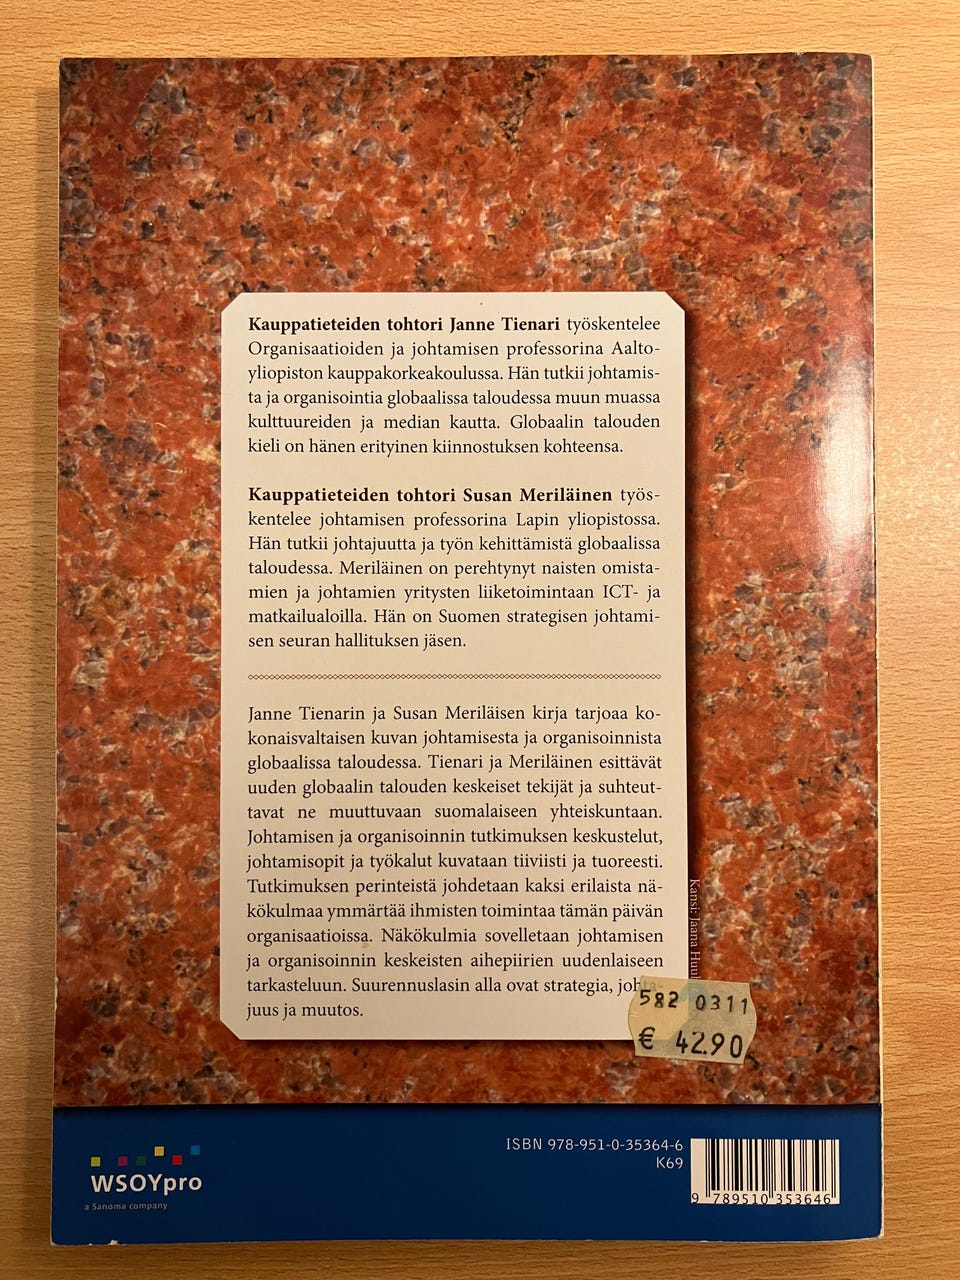 Kauppatieteiden tohtori Janne Tienari työskentelee
Organisaatioiden ja johtamisen professorina Aalto-
yliopiston kauppakorkeakoulussa. Hän tutkii johtamis-
ta ja organisointia globaalissa taloudessa muun muassa
kulttuureiden ja median kautta. Globaalin talouden
kieli on hänen erityinen kiinnostuksen kohteensa.
Kauppatieteiden tohtori Susan Meriläinen työs-
kentelee johtamisen professorina Lapin yliopistossa.
Hän tutkii johtajuutta ja työn kehittämistä globaalissa
taloudessa. Meriläinen on perehtynyt naisten omista-
mien ja johtamien yritysten liiketoimintaan ICT- ja
matkailualoilla. Hän on Suomen strategisen johtami-
sen seuran hallituksen jäsen.
Janne Tienarin ja Susan Meriläisen kirja tarjoaa ko-
konaisvaltaisen kuvan johtamisesta ja organisoinnista
globaalissa taloudessa. Tienari ja Meriläinen esittävät
uuden globaalin talouden keskeiset tekijät ja suhteut-
tavat ne muuttuvaan suomalaiseen yhteiskuntaan.
Johtamisen ja organisoinnin tutkimuksen keskustelut,
johtamisopit ja työkalut kuvataan tiiviisti ja tuoreesti.
Tutkimuksen perinteistä johdetaan kaksi erilaista nä-
kökulmaa ymmärtää ihmisten toimintaa tämän päivän
organisaatioissa. Näkökulmia sovelletaan johtamisen
ja organisoinnin keskeisten aihepiirien uudenlaiseen
tarkasteluun. Suurennuslasin alla ovat strategia, johta-
juus ja muutos.
Kansi: Jaana
582 0311
€ 42.90
WSOYpro
a Sanoma company
ISBN 978-951-0-35364-6
K69
9 789510 353646